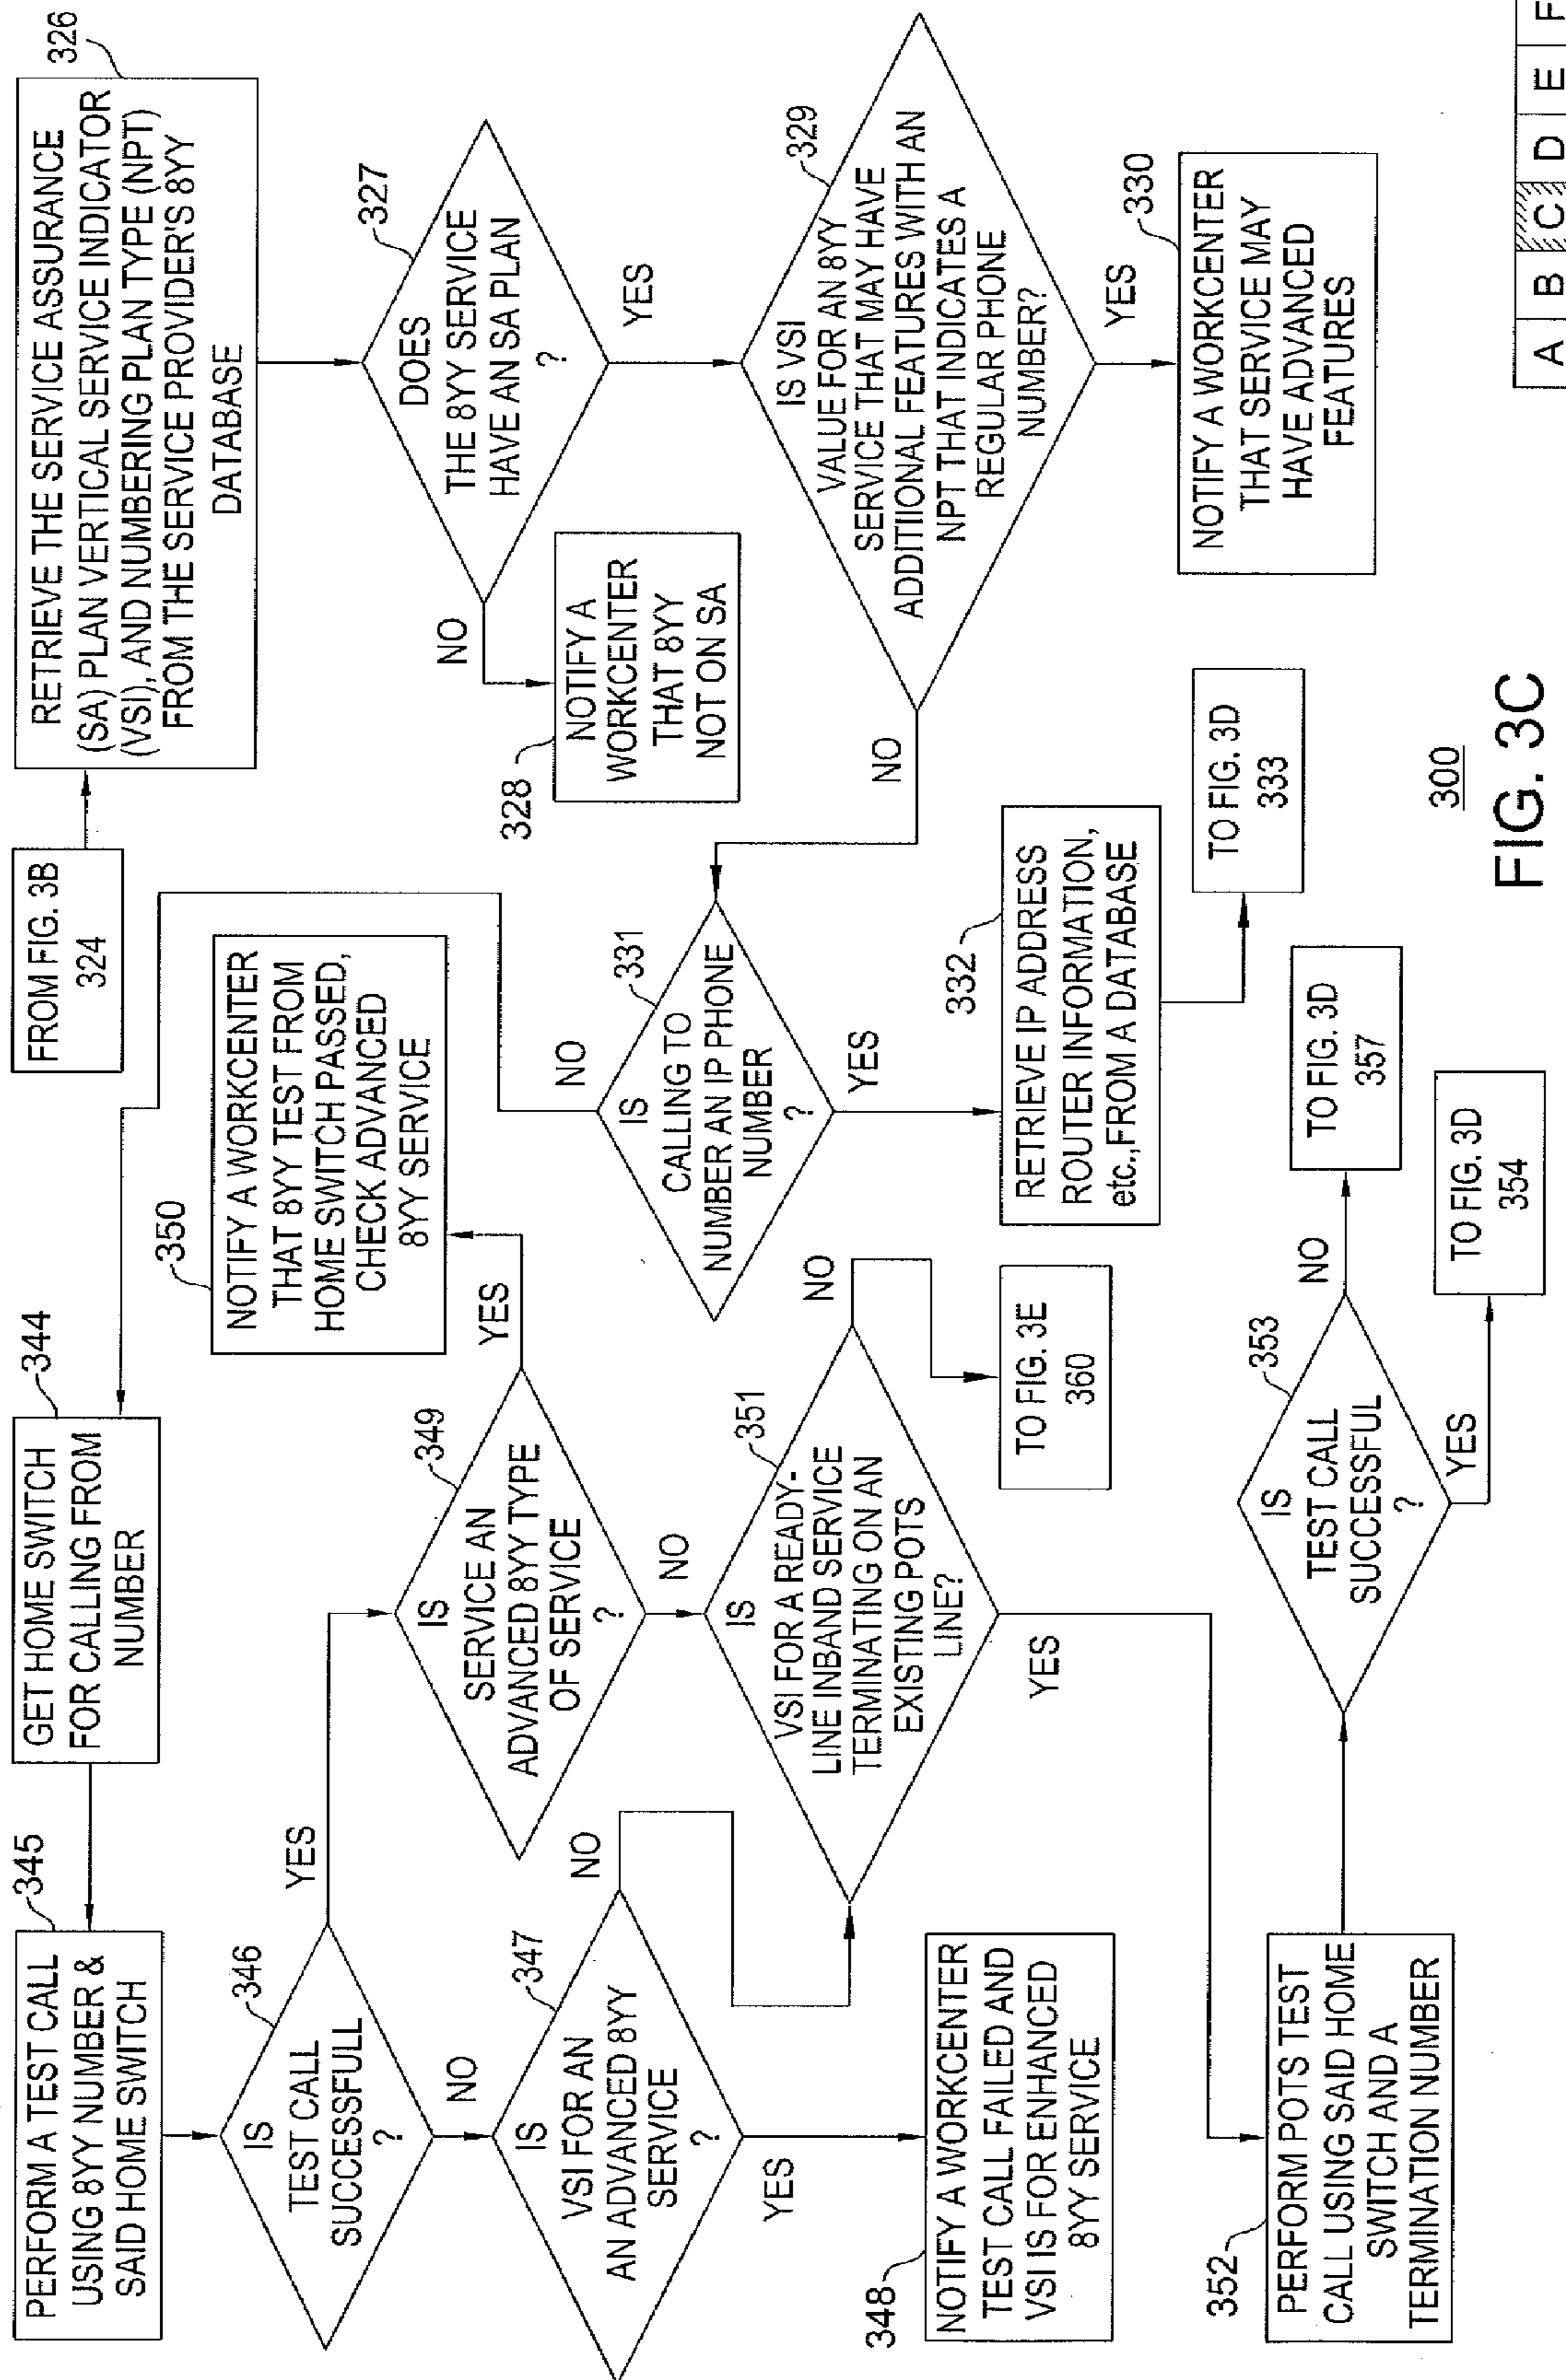 FROM FIG. 3B
324
326
RETRIEVE THE SERVICE ASSURANCE
(SA) PLAN VERTICAL SERVICE INDICATOR
(VSI), AND NUMBERING PLAN TYPE (NPT)
FROM THE SERVICE PROVIDER'S 8YY
DATABASE
327
DOES
THE 8YY SERVICE
HAVE AN SA PLAN
?
NO
YES
328
NOTIFY A
WORKCENTER
THAT 8YY
NOT ON SA
329
IS VSI
VALUE FOR AN 8YY
SERVICE THAT MAY HAVE
ADDITIIONAL FEATURES WITH AN
NPT THAT INDICATES A
REGULAR PHONE
NUMBER?
NO
YES
330
NOTIFY A WORKCENTER
THAT SERVICE MAY
HAVE ADVANCED
FEATURES
331
IS
CALLING TO
NUMBER AN IP PHONE
NUMBER
?
NO
YES
332
RETRIEVE IP ADDRESS
ROUTER INFORMATION,
etc.,FROM A DATABASE
TO FIG. 3D
333
344
GET HOME SWITCH
FOR CALLING FROM
NUMBER
345
PERFORM A TEST CALL
USING 8YY NUMBER &
SAID HOME SWITCH
346
IS
TEST CALL
SUCCESSFULL
?
YES
NO
347
IS
VSI FOR AN
AN ADVANCED 8YY
SERVICE
?
NO
YES
348
NOTIFY A WORKCENTER
TEST CALL FAILED AND
VSI IS FOR ENHANCED
8YY SERVICE
349
IS
SERVICE AN
ADVANCED 8YY TYPE
OF SERVICE
?
YES
NO
350
NOTIFY A WORKCENTER
THAT 8YY TEST FROM
HOME SWITCH PASSED,
CHECK ADVANCED
8YY SERVICE
351
IS
VSI FOR A READY-
LINE INBAND SERVICE
TERMINATING ON AN
EXISTING POTS
LINE?
NO
YES
TO FIG. 3E
360
352
PERFORM POTS TEST
CALL USING SAID HOME
SWITCH AND A
TERMINATION NUMBER
353
IS
TEST CALL
SUCCESSFUL
?
NO
YES
TO FIG. 3D
357
TO FIG. 3D
354
300
FIG. 3C
A B C D E F